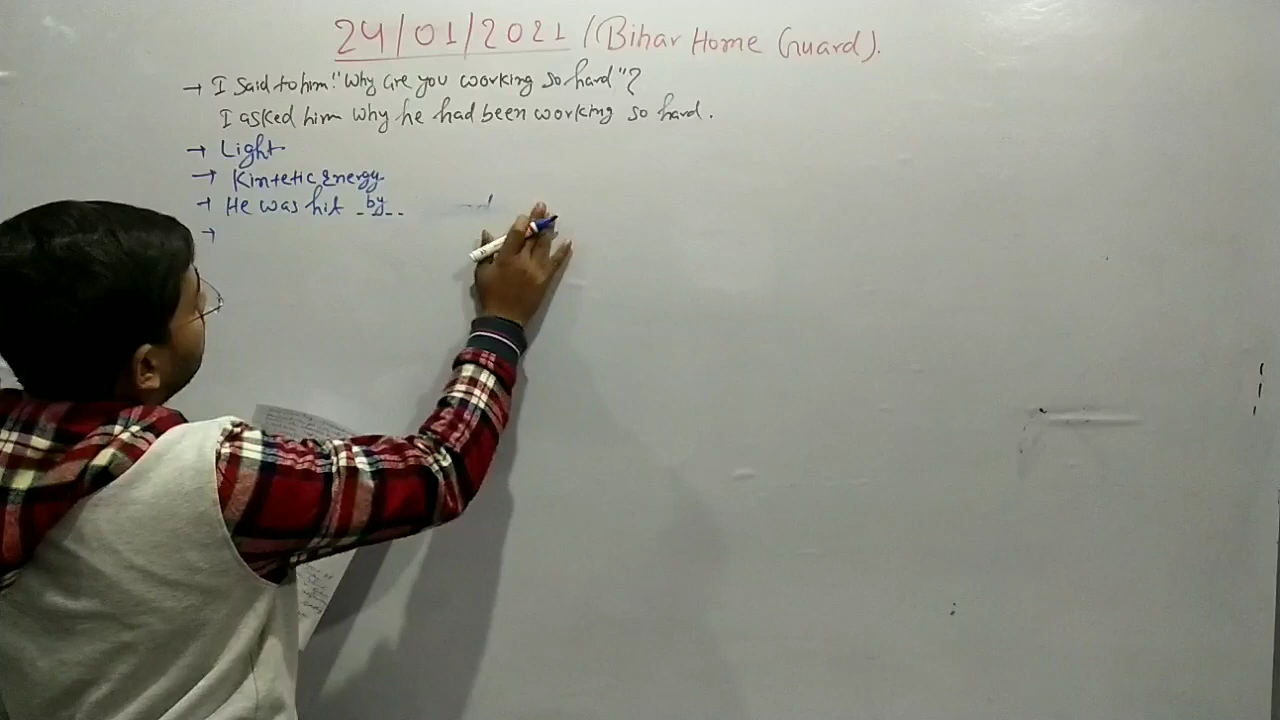 24/01/2021 (Bihar Home Guard).
→ I said to him "Why are you working so hard"?
I asked him why he had been working so hard.
→ Light
→ Kintetic Energy
→ He was hit _by_ . .
→